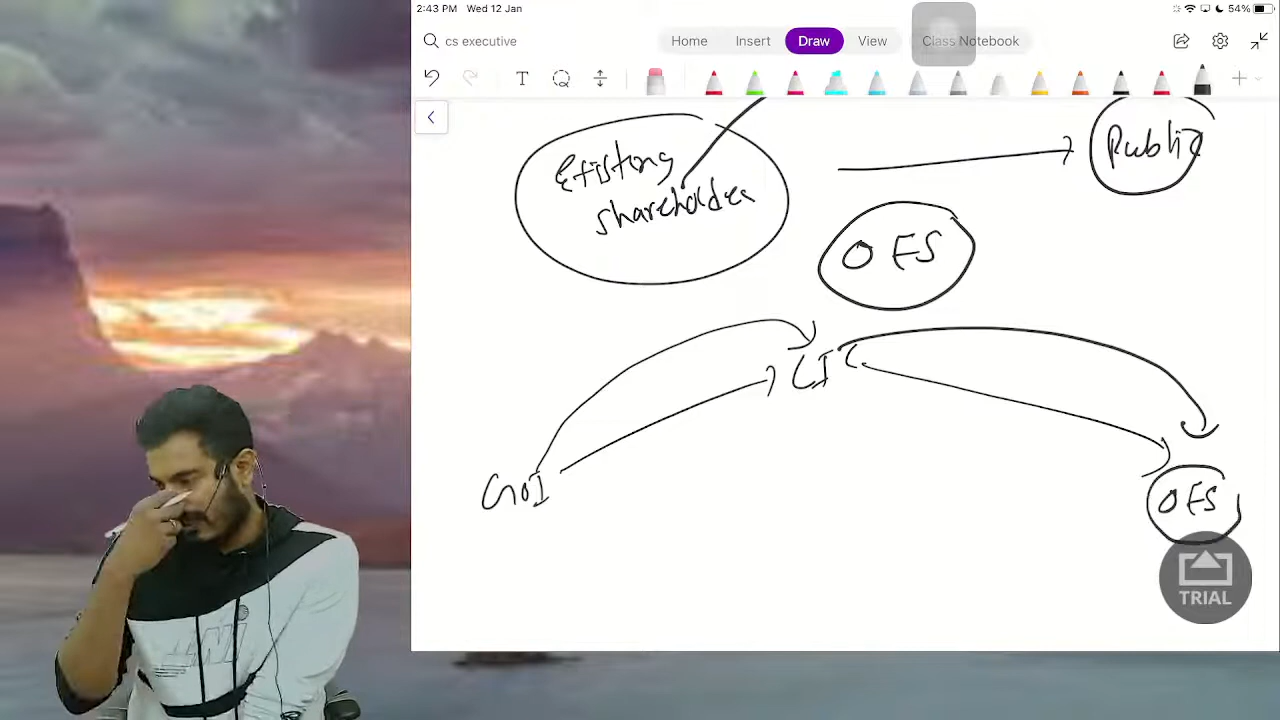 2:43 PM Wed 12 Jan
54%
cs executive
Home Insert Draw View Class Notebook
T
Existong
shareholder
Public
OFS
LIC
GOI
OFS
TRIAL